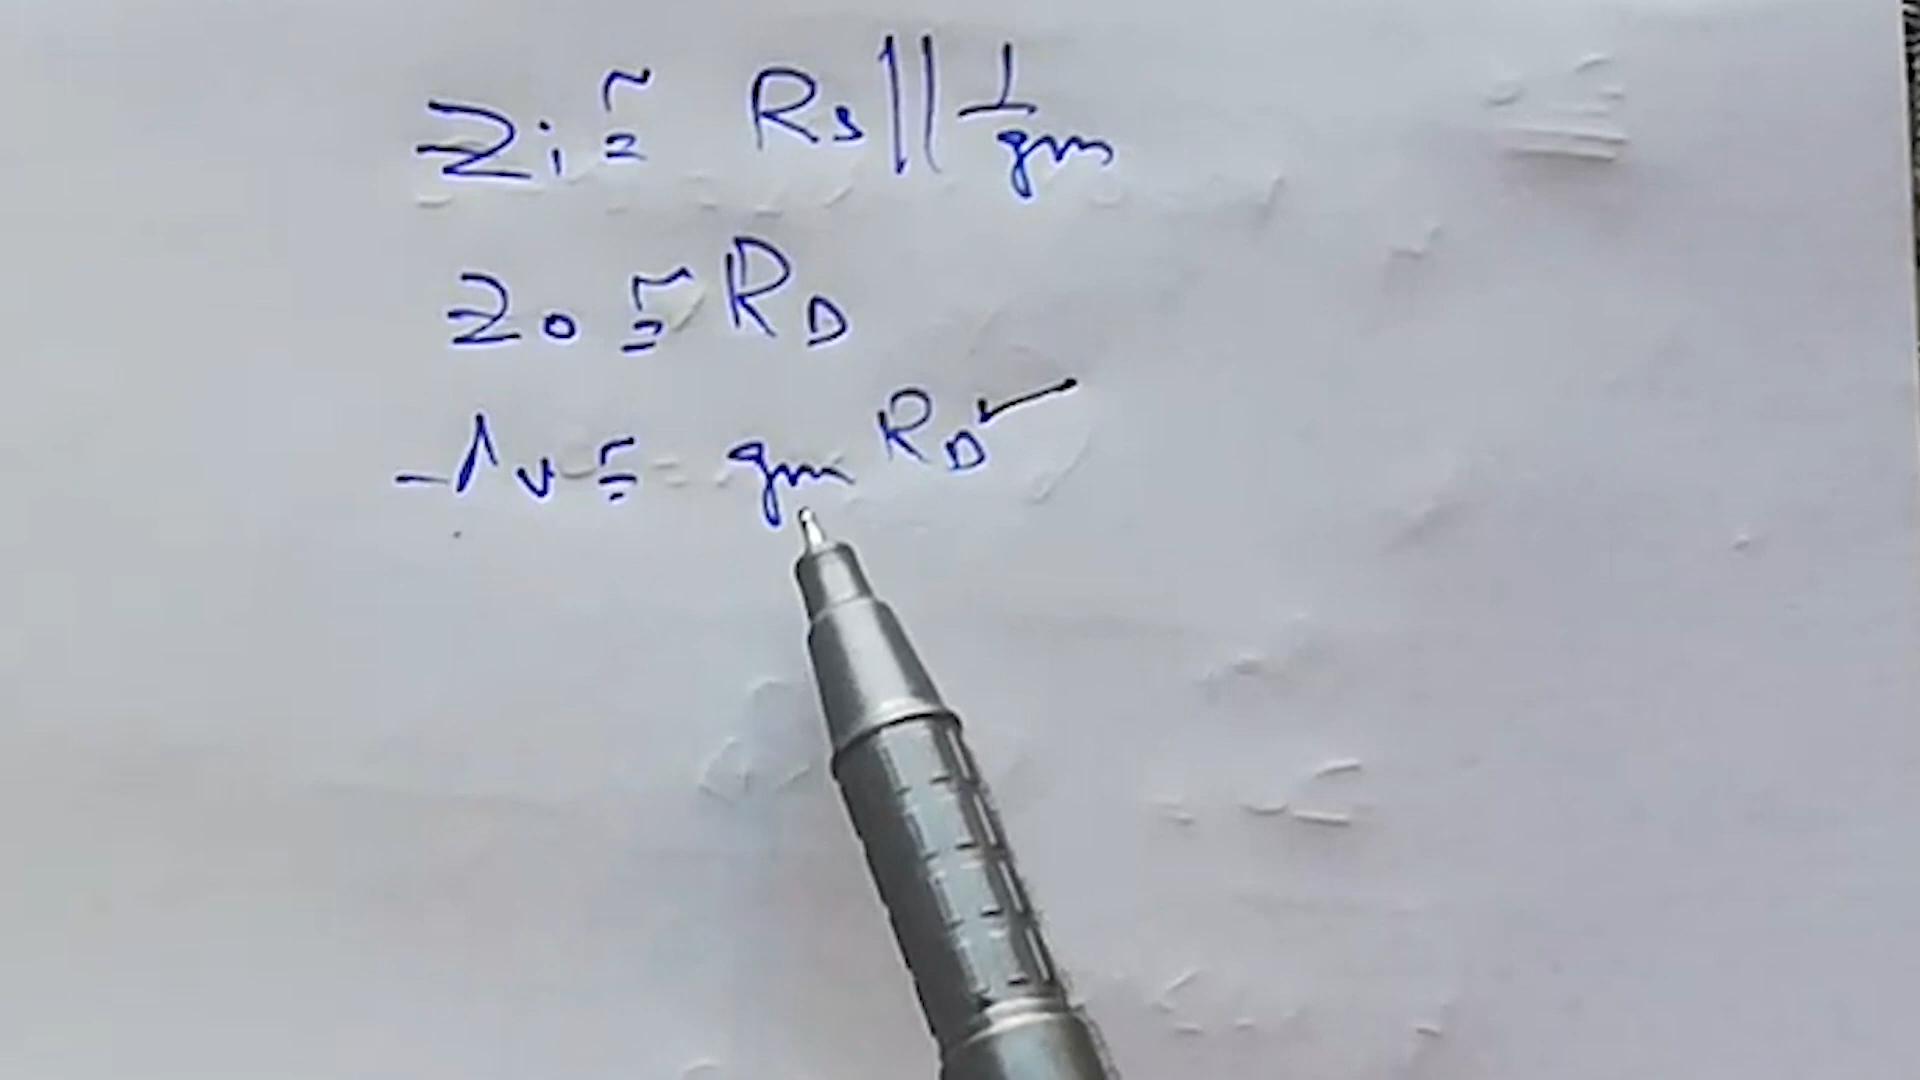 Zi ≅ Rs || 1/gm
Zo ≅ RD
Av ≅ gm RD ✓